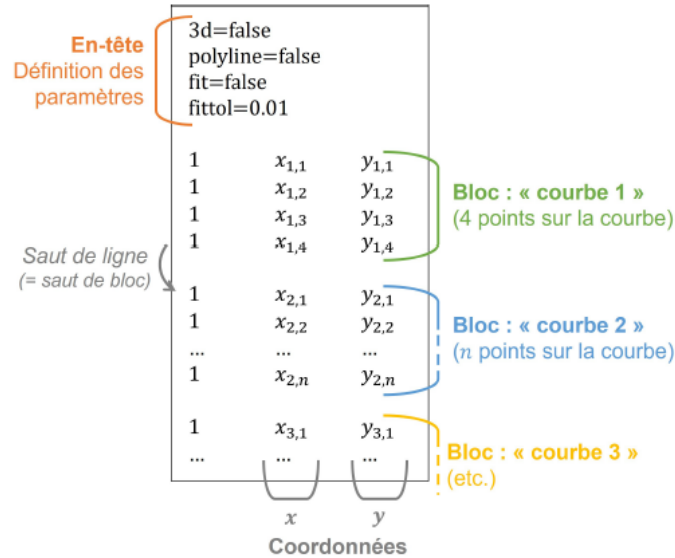 En-tête
Définition des
paramètres
3d=false
polyline=false
fit=false
fittol=0.01
1 x1,1 y1,1
1 x1,2 y1,2
1 x1,3 y1,3
1 x1,4 y1,4
Bloc : « courbe 1 »
(4 points sur la courbe)
Saut de ligne
(= saut de bloc)
1 x2,1 y2,1
1 x2,2 y2,2
... ... ...
1 x2,n y2,n
Bloc : « courbe 2 »
(n points sur la courbe)
1 x3,1 y3,1
... ... ...
Bloc : « courbe 3 »
(etc.)
x y
Coordonnées